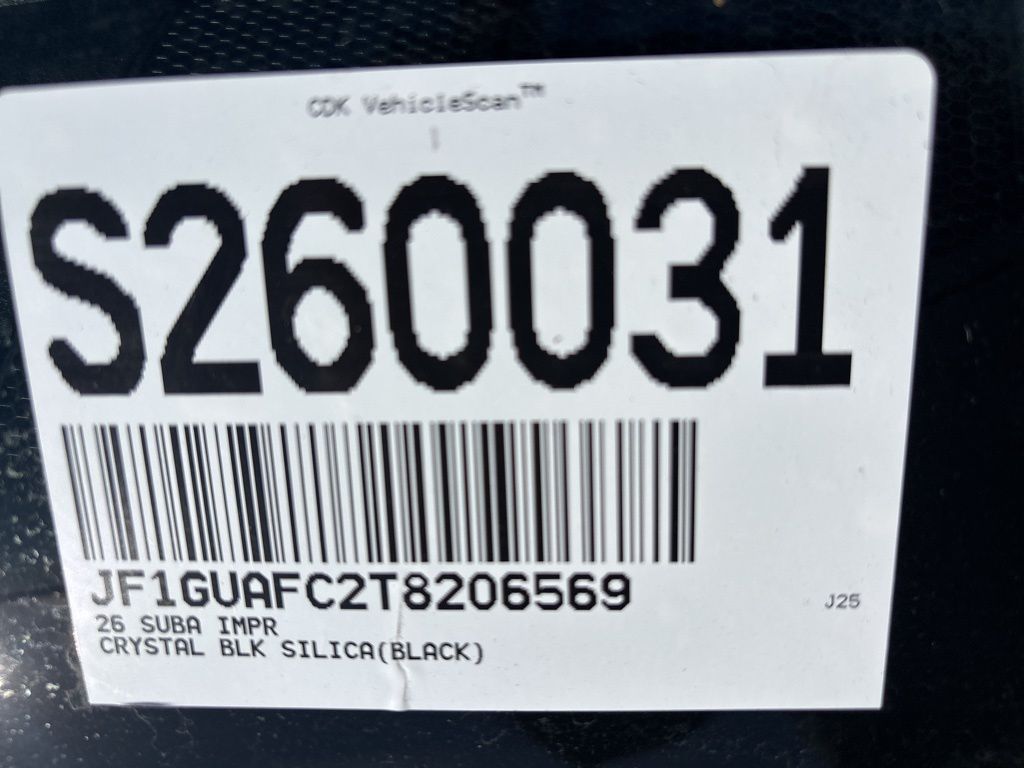 CDK VehicleScan™
S260031
JF1GUAFC2T8206569
J25
26 SUBA IMPR
CRYSTAL BLK SILICA(BLACK)